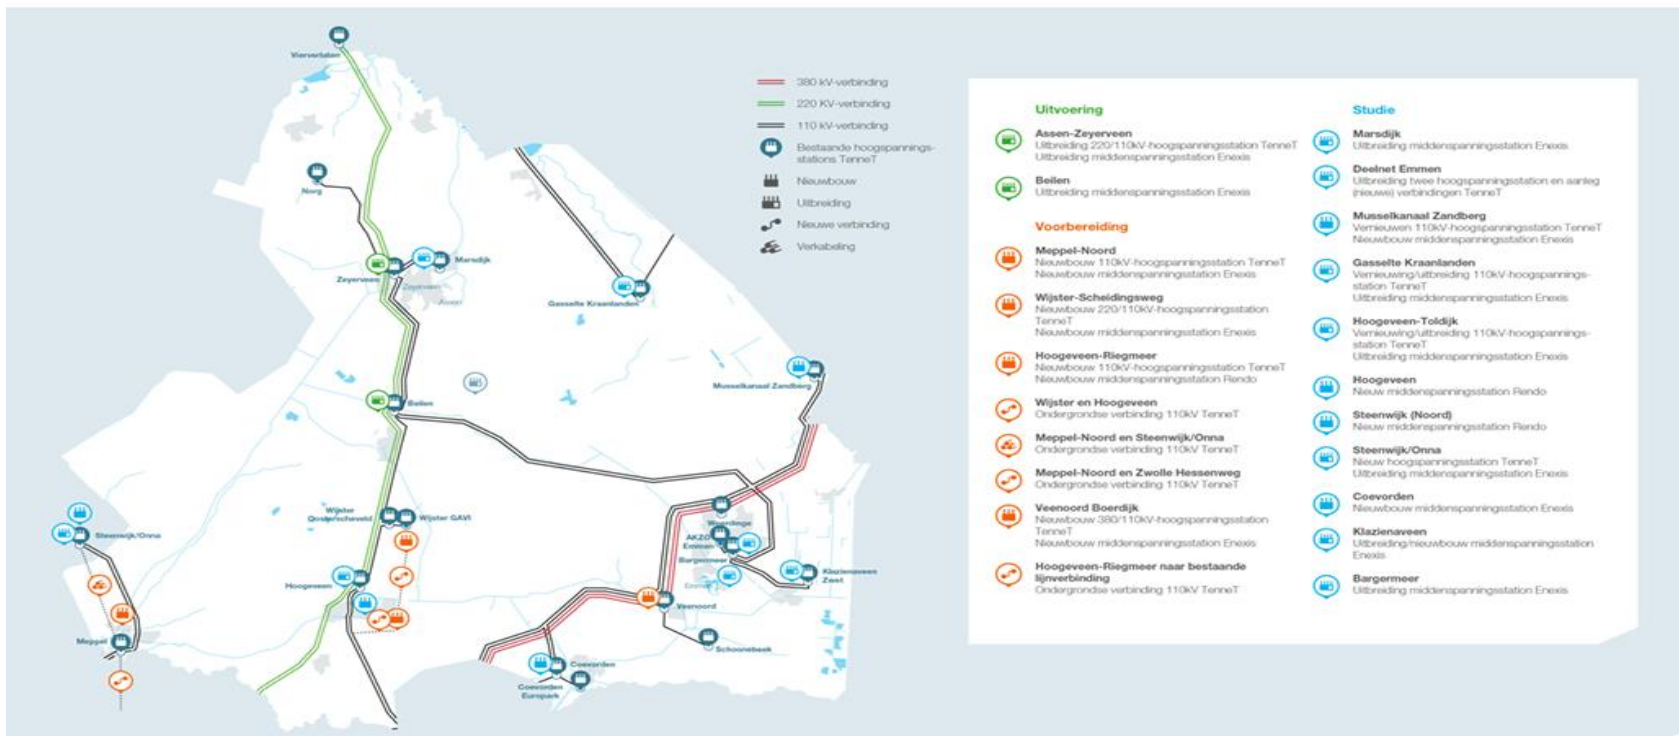 Vierverlaten
Norg
Zeyerveen
Zeyerveen
Marsdijk
Assen
Gasselte Kraanlanden
Musselkanaal Zandberg
Beilen
Wijster
Wijster GAVI
Steenwijk/Onna
Hoogeveen
Meppel
AKZO
Emmen
Bargermeer
Klazienaveen
Veenoord
Schoonebeek
Coevorden
Coevorden
Europark
380 kV-verbinding
220 KV-verbinding
110 kV-verbinding
Bestaande hoogspannings-
stations TenneT
Nieuwbouw
Uitbreiding
Nieuwe verbinding
Verkabeling
Uitvoering
Assen-Zeyerveen
Uitbreiding 220/110kV-hoogspanningsstation TenneT
Uitbreiding middenspanningsstation Enexis
Beilen
Uitbreiding middenspanningsstation Enexis
Voorbereiding
Meppel-Noord
Nieuwbouw 110kV-hoogspanningsstation TenneT
Nieuwbouw middenspanningsstation Enexis
Wijster-Scheidingsweg
Nieuwbouw 220/110kV-hoogspanningsstation
TenneT
Nieuwbouw middenspanningsstation Enexis
Hoogeveen-Riegmeer
Nieuwbouw 110kV-hoogspanningsstation TenneT
Nieuwbouw middenspanningsstation Rendo
Wijster en Hoogeveen
Ondergrondse verbinding 110kV TenneT
Meppel-Noord en Steenwijk/Onna
Ondergrondse verbinding 110kV TenneT
Meppel-Noord en Zwolle Hessenweg
Ondergrondse verbinding 110kV TenneT
Veenoord Boerdijk
Nieuwbouw 380/110kV-hoogspanningsstation
TenneT
Nieuwbouw middenspanningsstation Enexis
Hoogeveen-Riegmeer naar bestaande
lijnverbinding
Ondergrondse verbinding 110kV TenneT
Studie
Marsdijk
Uitbreiding middenspanningsstation Enexis
Deelnet Emmen
Uitbreiding twee hoogspanningsstation en aanleg
(nieuwe) verbindingen TenneT
Musselkanaal Zandberg
Vernieuwen 110kV-hoogspanningsstation TenneT
Nieuwbouw middenspanningsstation Enexis
Gasselte Kraanlanden
Vernieuwing/uitbreiding 110kV-hoogspannings-
station TenneT
Uitbreiding middenspanningsstation Enexis
Hoogeveen-Toldijk
Vernieuwing/uitbreiding 110kV-hoogspannings-
station TenneT
Uitbreiding middenspanningsstation Enexis
Hoogeveen
Nieuw middenspanningsstation Rendo
Steenwijk (Noord)
Nieuw middenspanningsstation Rendo
Steenwijk/Onna
Nieuw hoogspanningsstation TenneT
Uitbreiding middenspanningsstation Enexis
Coevorden
Nieuwbouw middenspanningsstation Enexis
Klazienaveen
Uitbreiding/nieuwbouw middenspanningsstation
Enexis
Bargermeer
Uitbreiding middenspanningsstation Enexis